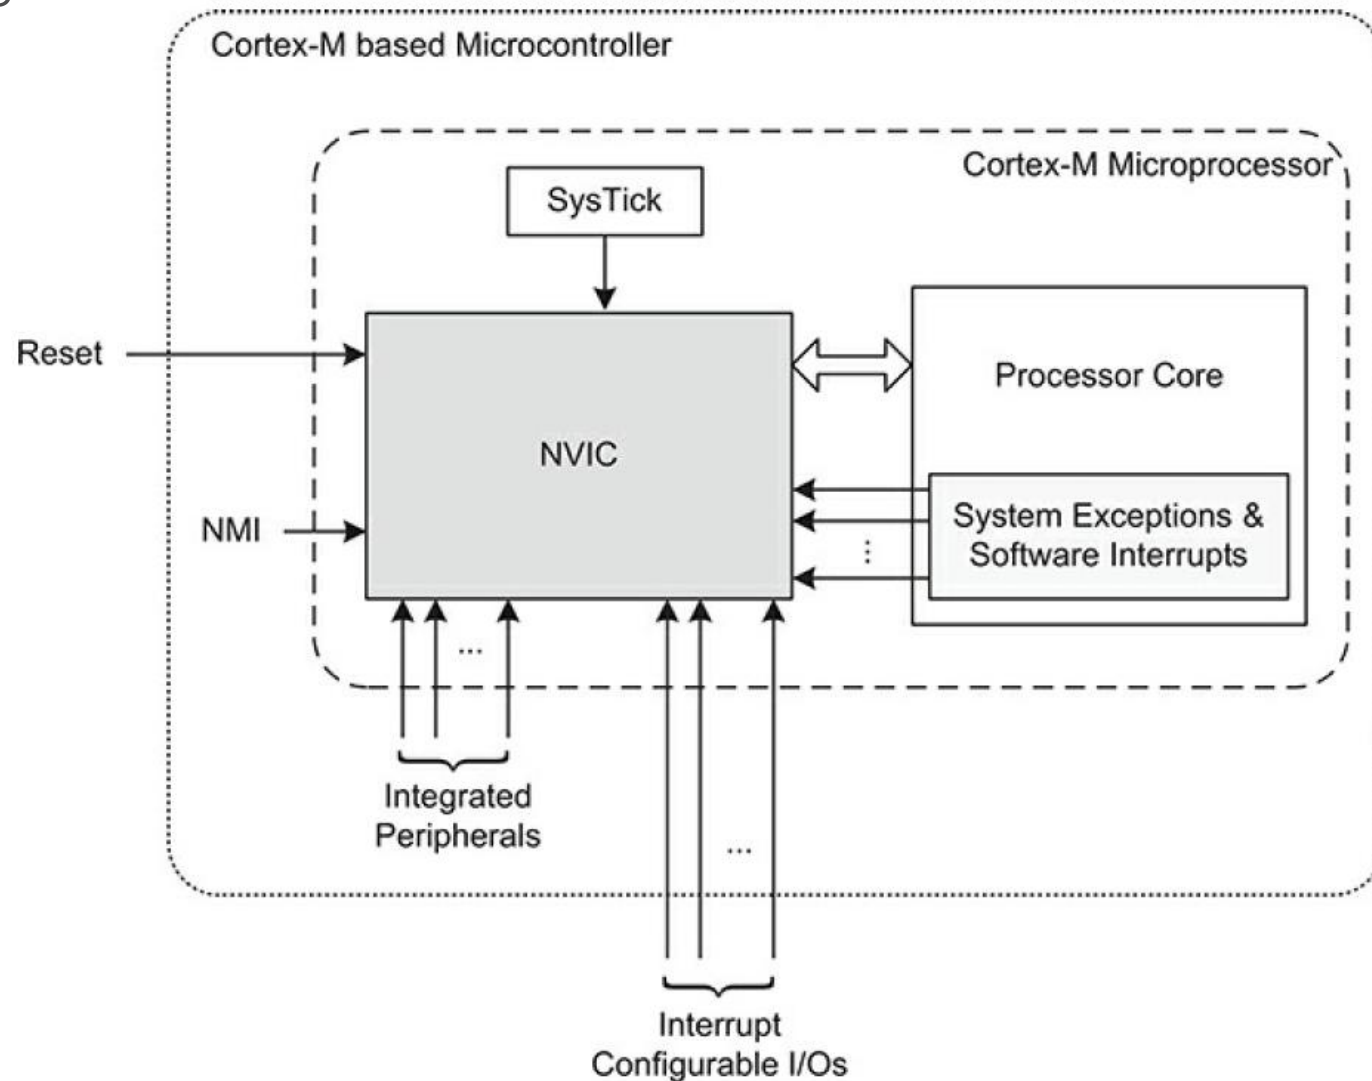 Cortex-M based Microcontroller
Cortex-M Microprocessor
SysTick
Reset
Processor Core
NVIC
NMI
System Exceptions &
Software Interrupts
...
...
Integrated
Peripherals
...
Interrupt
Configurable I/Os